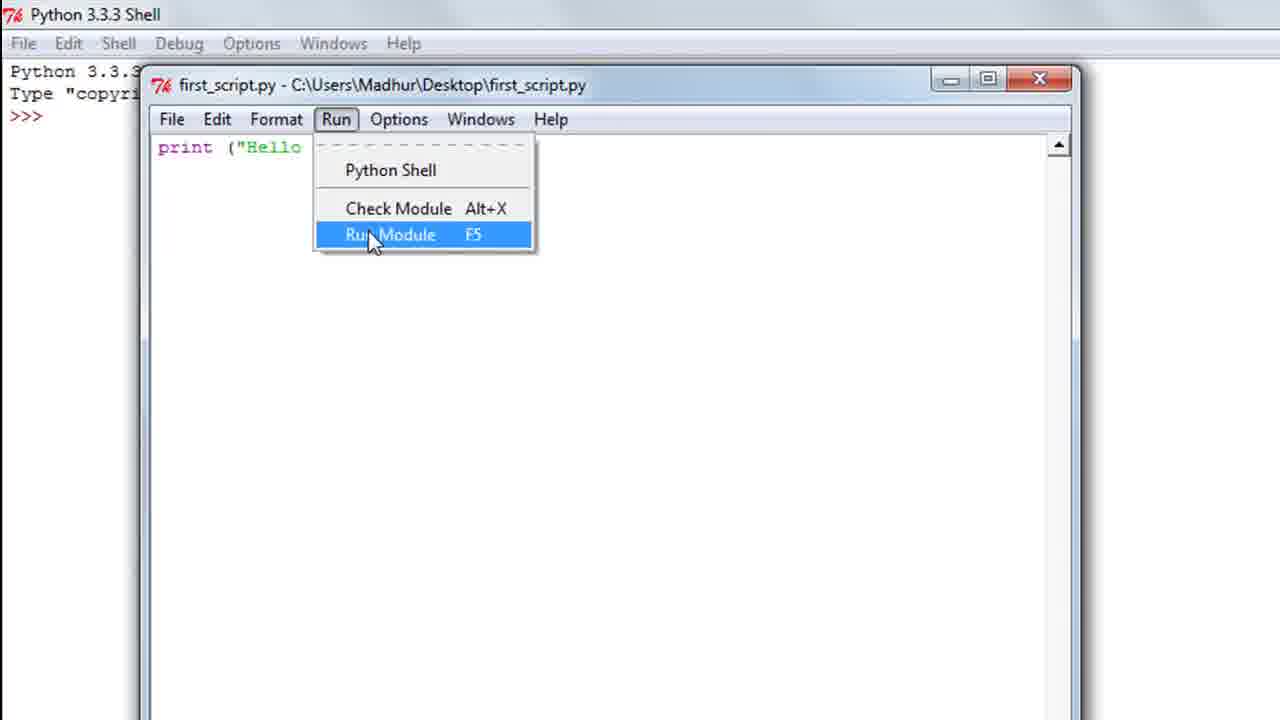 Python 3.3.3 Shell
File Edit Shell Debug Options Windows Help
Python 3.3.3
Type "copyri
>>>
first_script.py - C:\Users\Madhur\Desktop\first_script.py
File Edit Format Run Options Windows Help
print ("Hello
Python Shell
Check Module Alt+X
Run Module F5